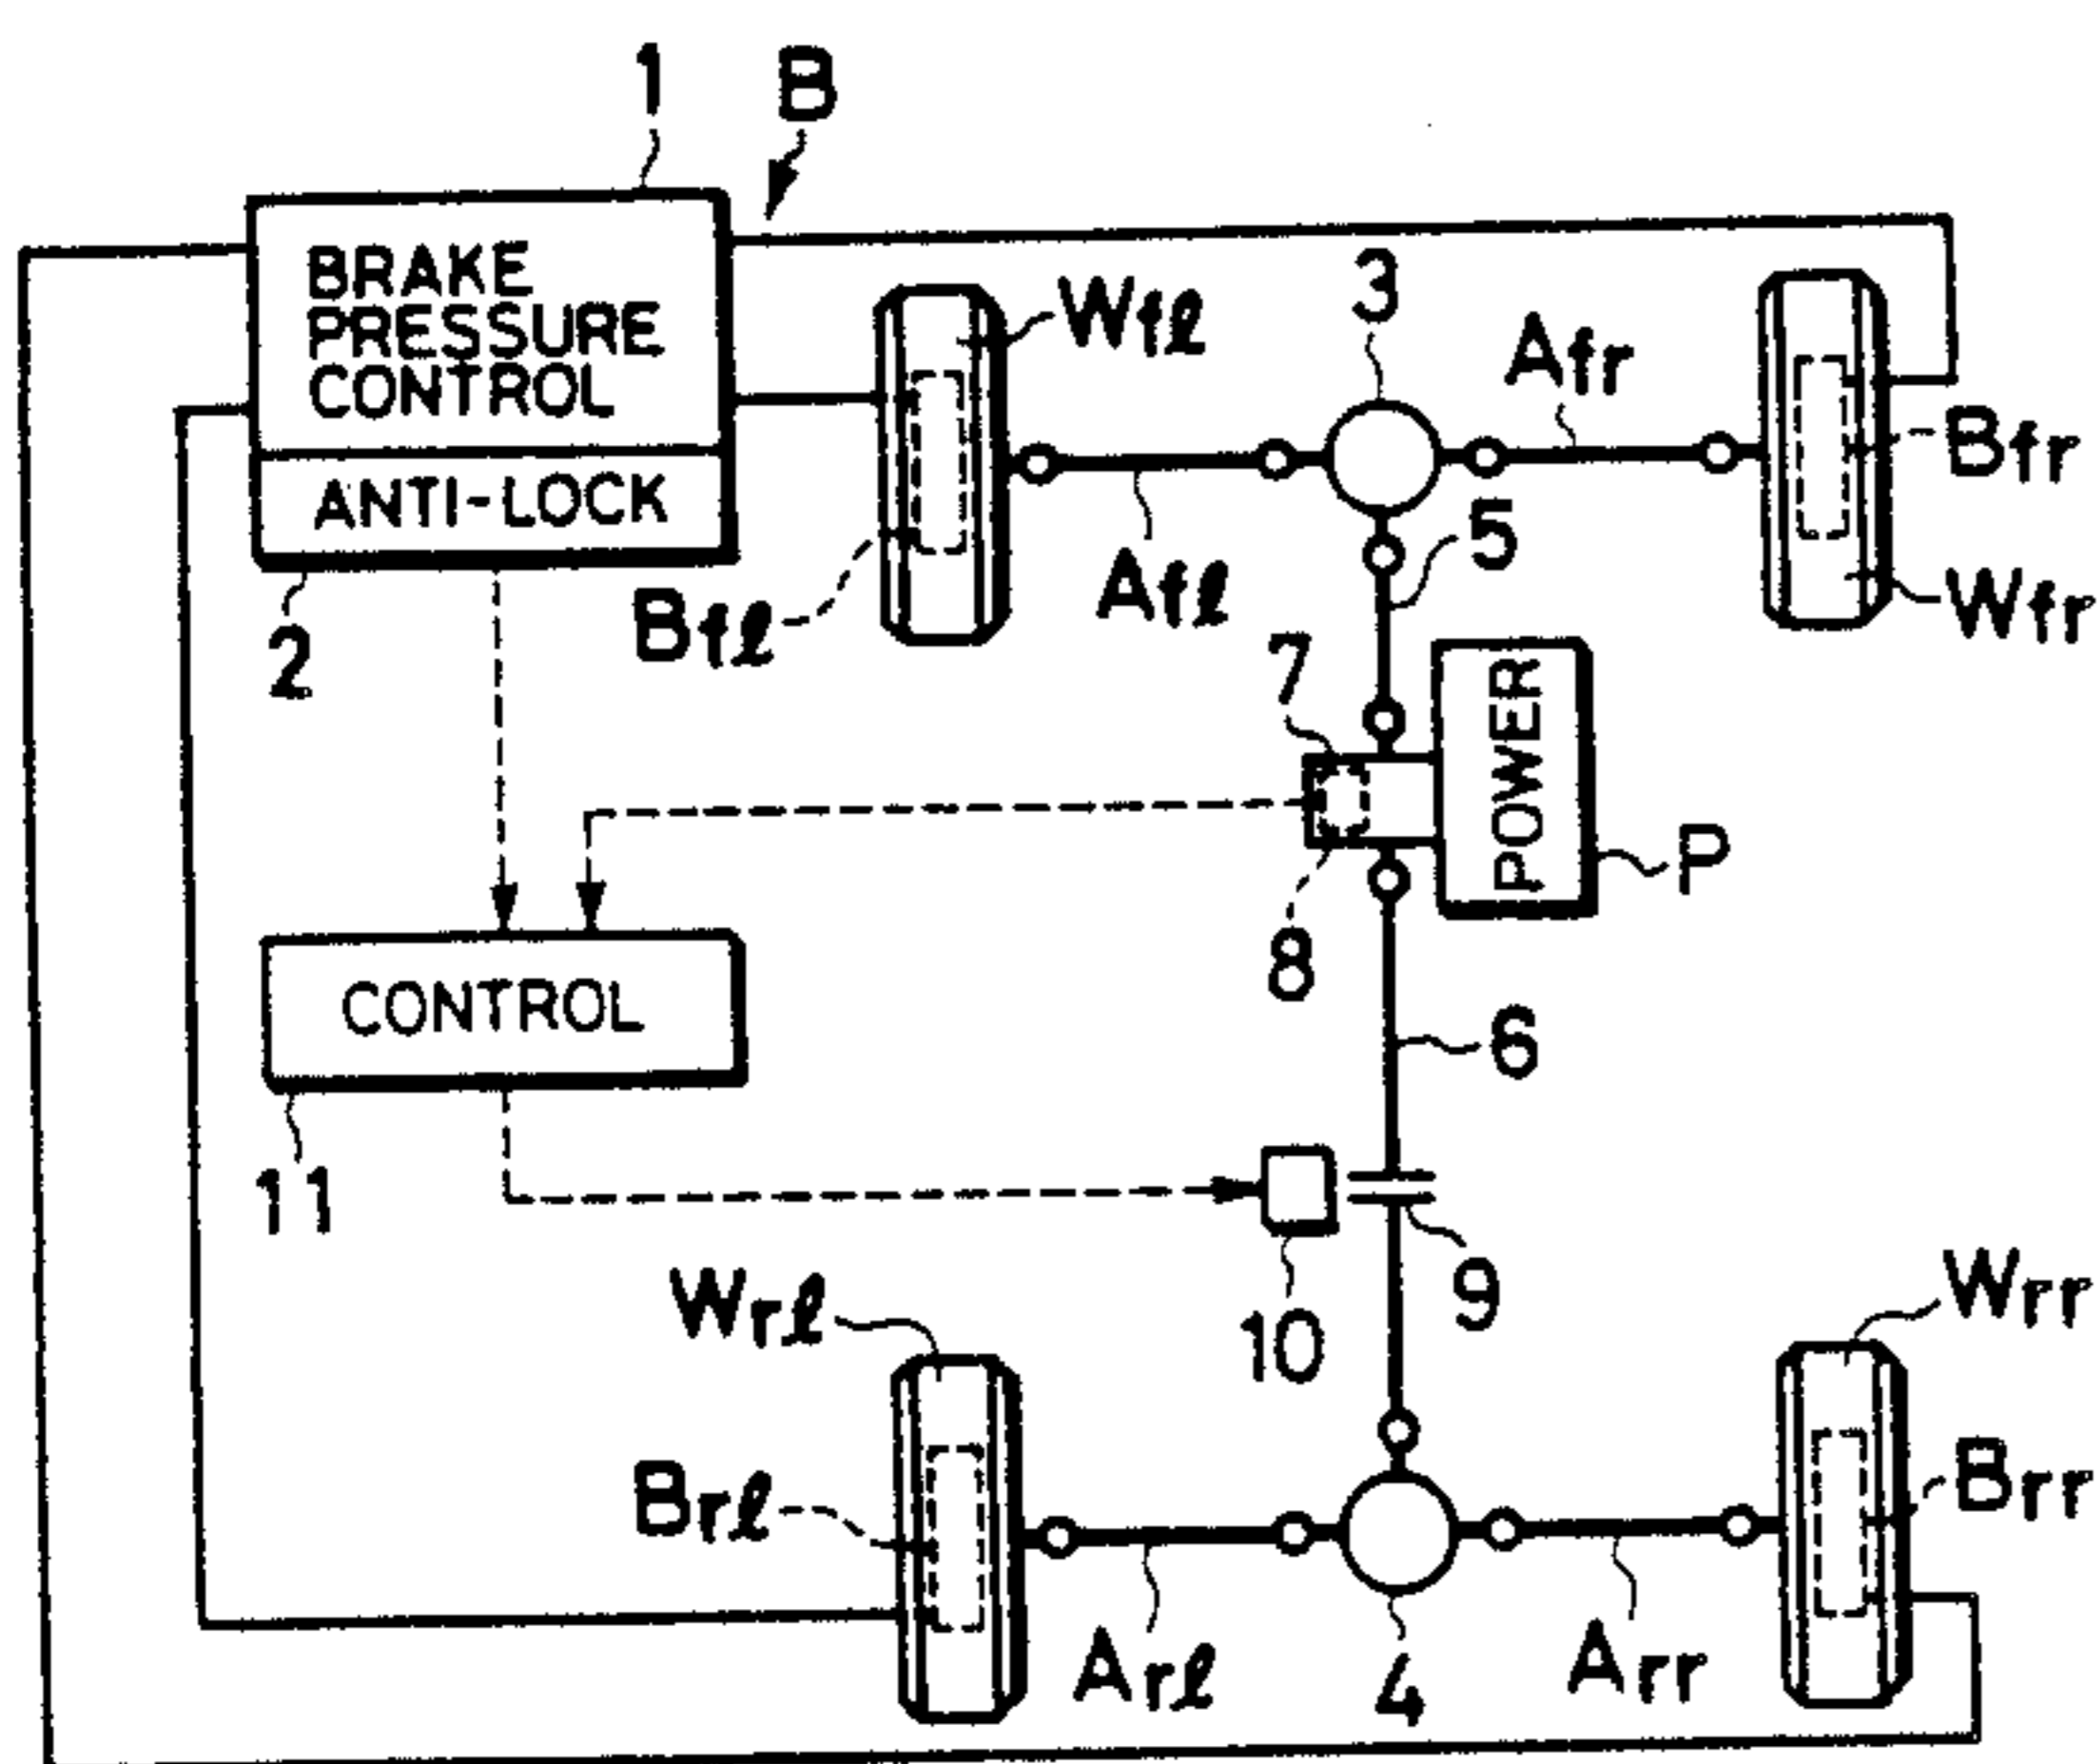 1
B
BRAKE
PRESSURE
CONTROL
ANTI-LOCK
2
Wfℓ
3
Afr
Bfr
Wfr
Bfℓ
Afℓ
5
7
POWER
P
8
CONTROL
11
6
10
9
Wrℓ
Wrr
Brℓ
Brr
Arℓ
4
Arr